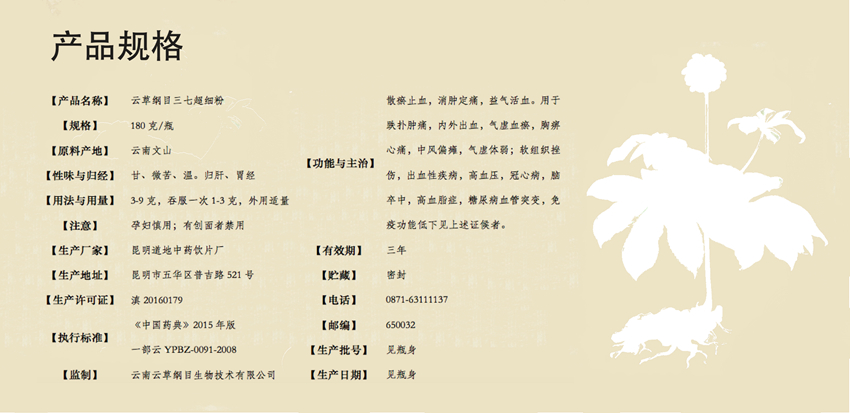 产品规格
【产品名称】 云草纲目三七超细粉
【规格】 180 克/瓶
【原料产地】 云南文山
【性味与归经】 甘、微苦、温。归肝、胃经
【用法与用量】 3-9 克，吞服一次 1-3 克，外用适量
【注意】 孕妇慎用；有创面者禁用
【生产厂家】 昆明道地中药饮片厂
【生产地址】 昆明市五华区普吉路 521 号
【生产许可证】 滇 20160179
【执行标准】 《中国药典》2015 年版
一部云 YPBZ-0091-2008
【监制】 云南云草纲目生物技术有限公司
【功能与主治】 散瘀止血，消肿定痛，益气活血。用于
跌扑肿痛，内外出血，气虚血瘀，胸痹
心痛，中风偏瘫，气虚体弱；软组织挫
伤，出血性疾病，高血压，冠心病，脑
卒中，高血脂症，糖尿病血管突变，免
疫功能低下见上述证候者。
【有效期】 三年
【贮藏】 密封
【电话】 0871-63111137
【邮编】 650032
【生产批号】 见瓶身
【生产日期】 见瓶身